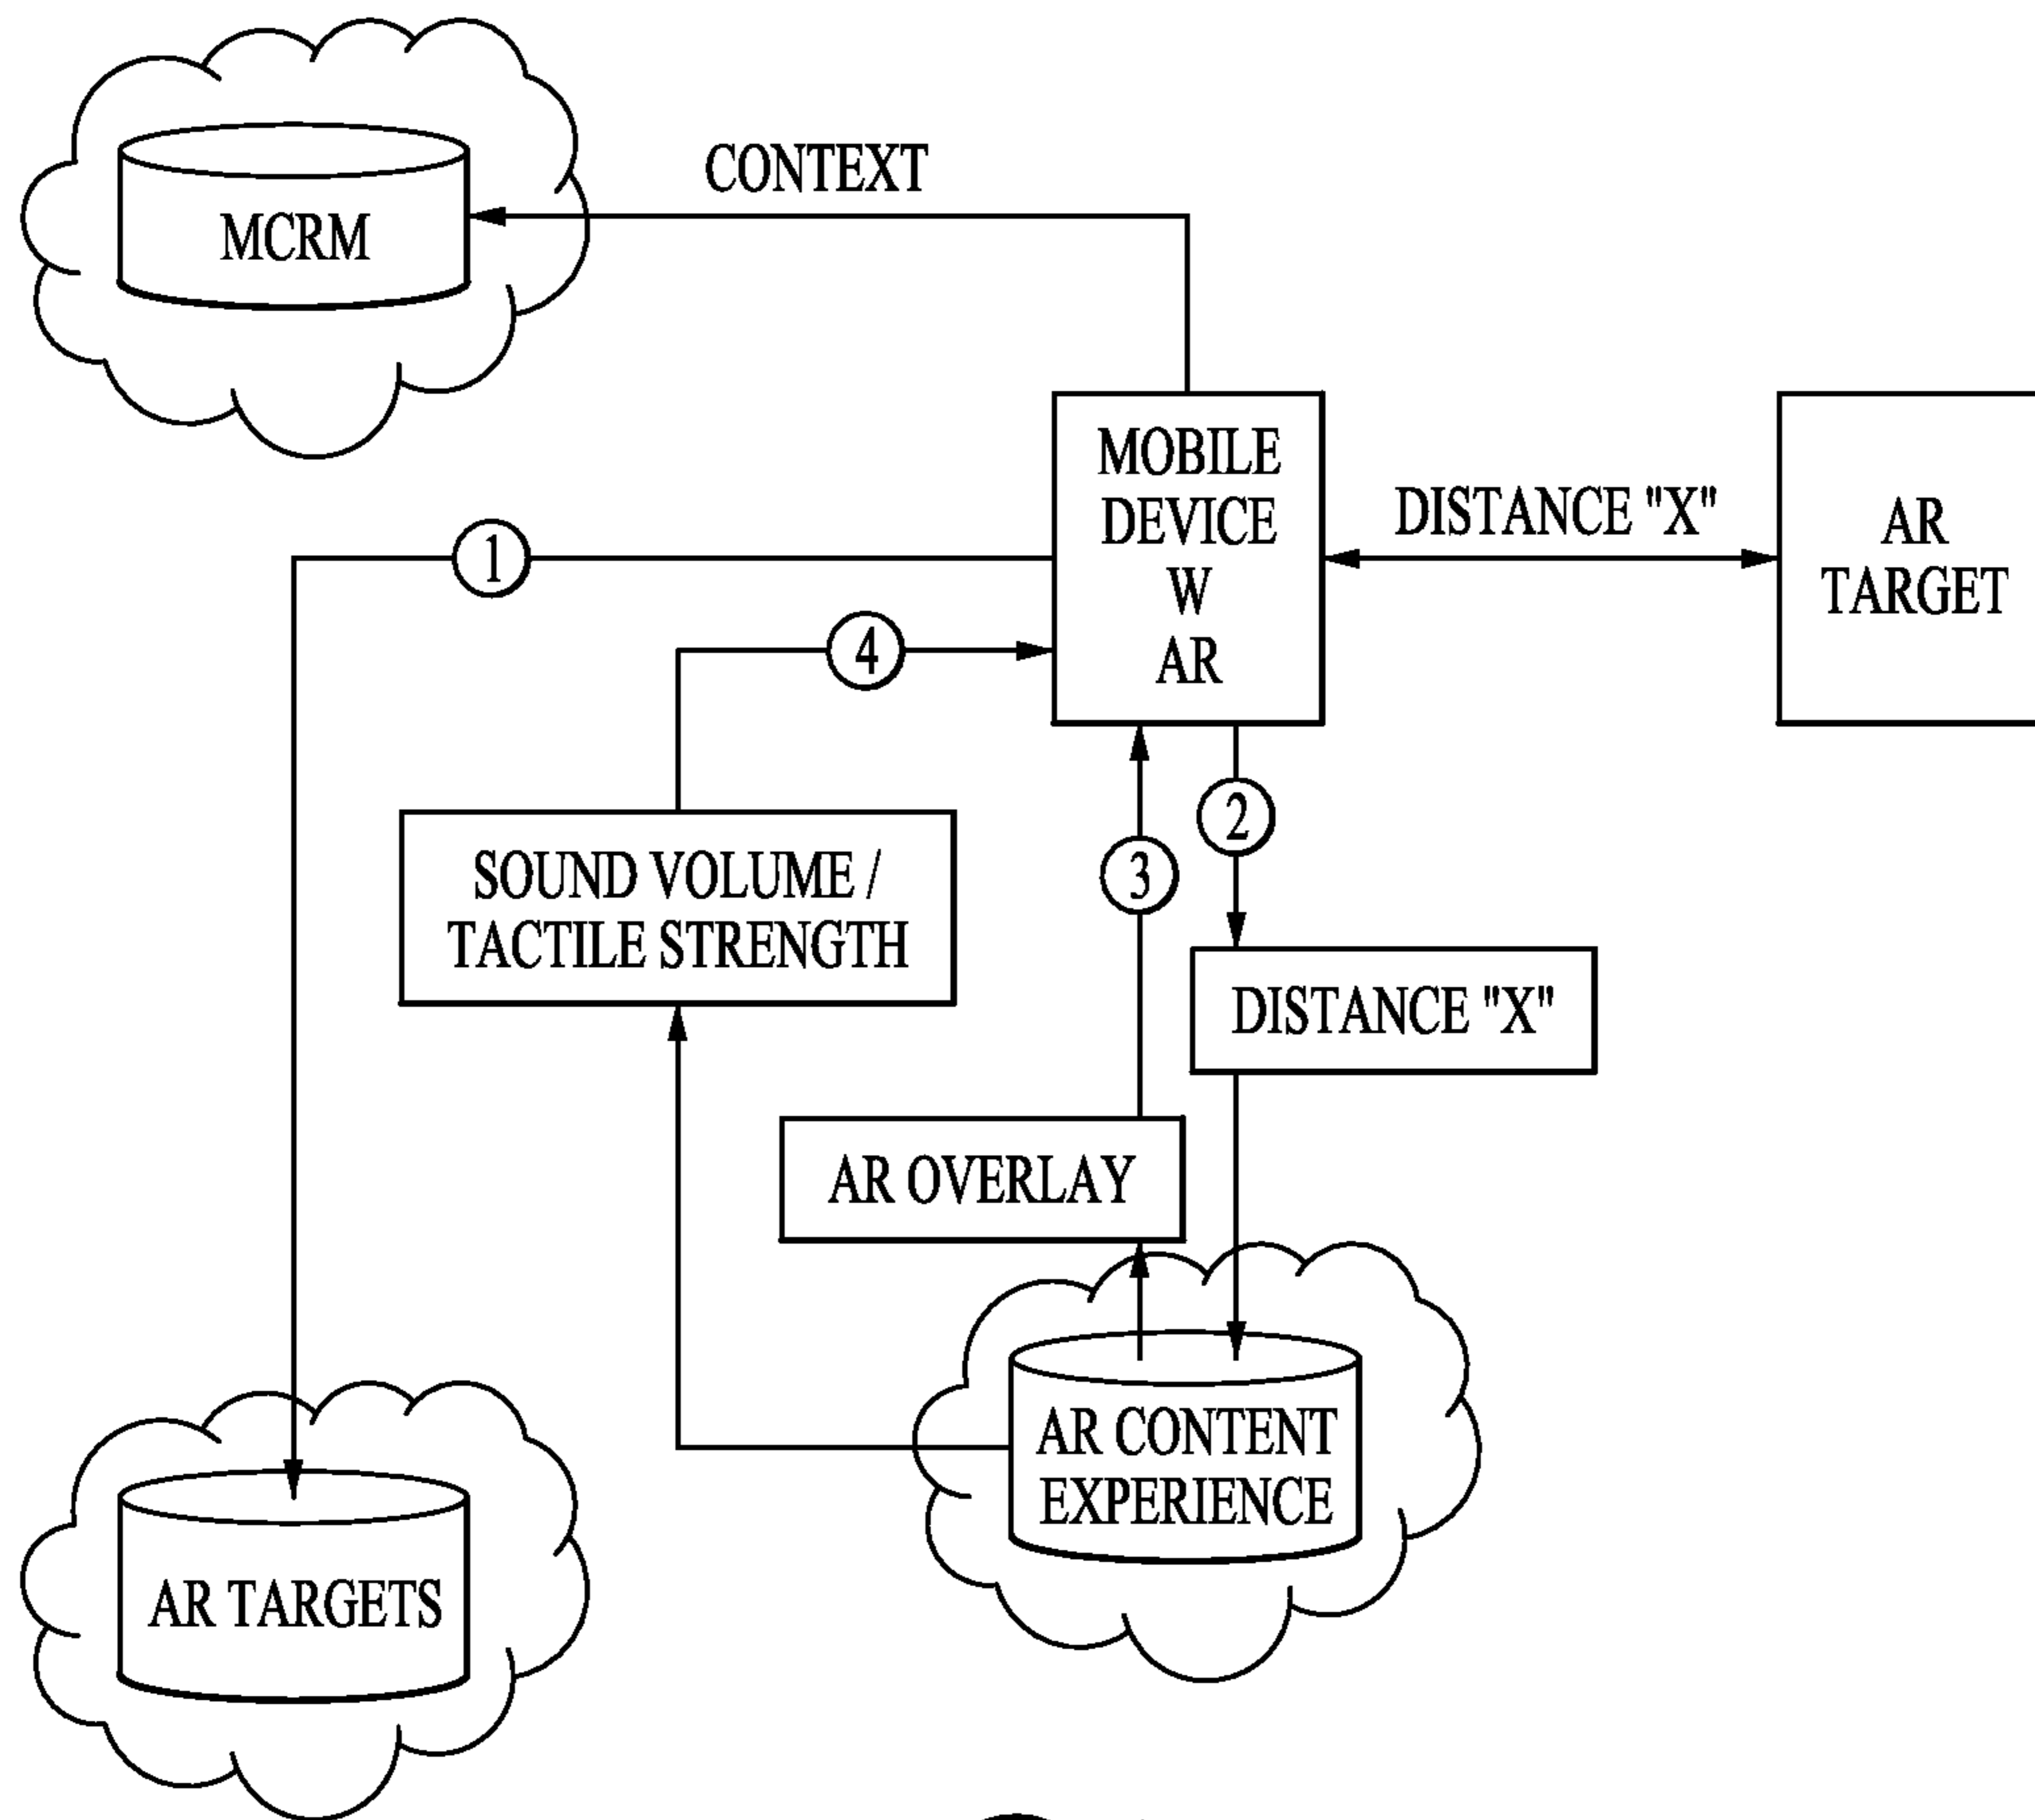 CONTEXT
MCRM
MOBILE
DEVICE
W
AR
DISTANCE "X"
AR
TARGET
1
4
2
3
SOUND VOLUME /
TACTILE STRENGTH
DISTANCE "X"
AR OVERLAY
AR CONTENT
EXPERIENCE
AR TARGETS